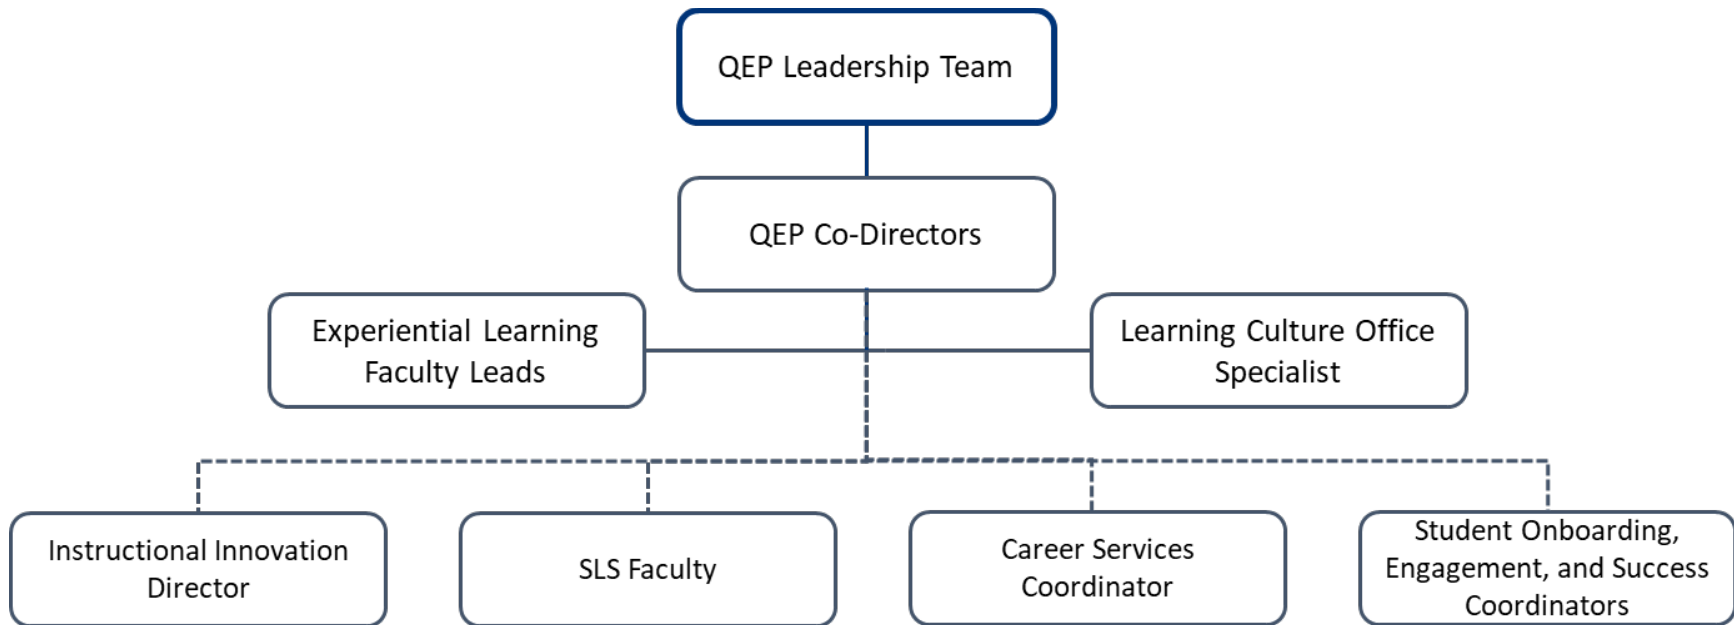 QEP Leadership Team
QEP Co-Directors
Experiential Learning
Faculty Leads
Learning Culture Office
Specialist
Instructional Innovation
Director
SLS Faculty
Career Services
Coordinator
Student Onboarding,
Engagement, and Success
Coordinators